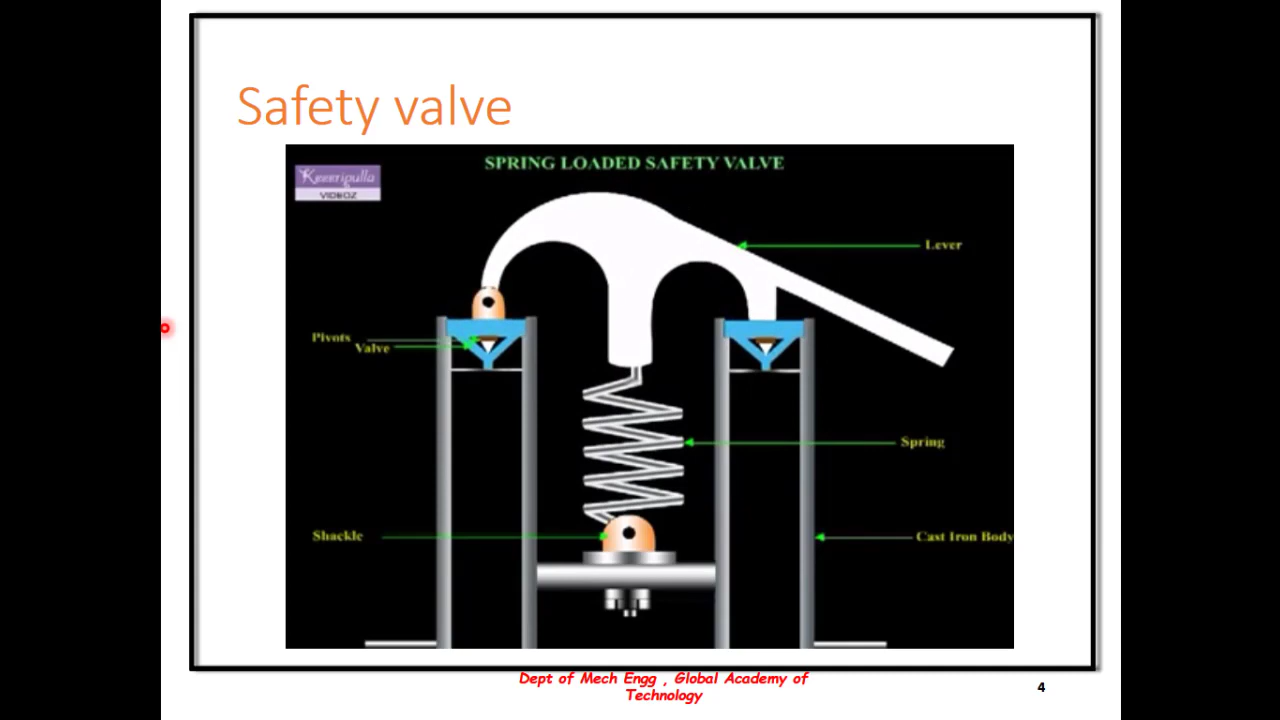 Safety valve
Keeripulla
VIDEOZ
SPRING LOADED SAFETY VALVE
Lever
Pivots
Valve
Spring
Shackle
Cast Iron Body
Dept of Mech Engg , Global Academy of
Technology
4